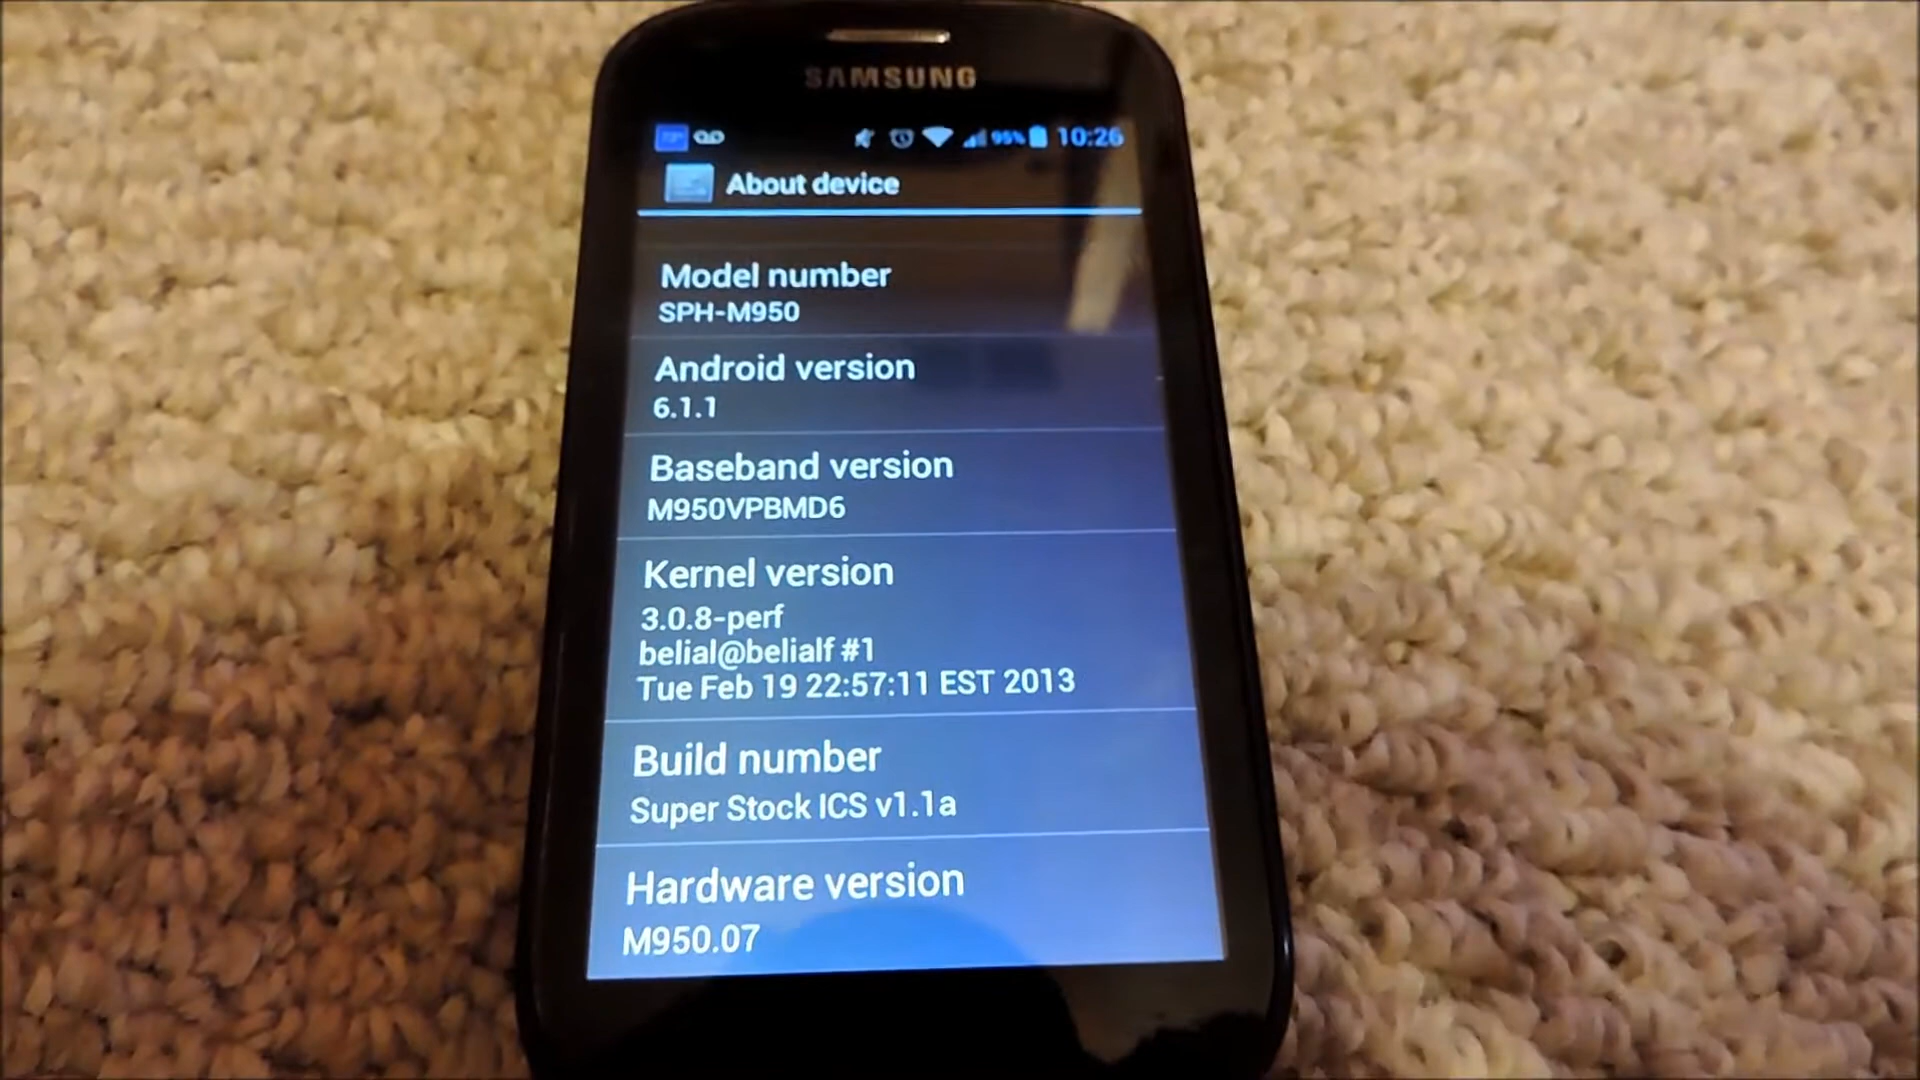 SAMSUNG
95% 10:26
About device
Model number
SPH-M950
Android version
6.1.1
Baseband version
M950VPBMD6
Kernel version
3.0.8-perf
belial@belialf #1
Tue Feb 19 22:57:11 EST 2013
Build number
Super Stock ICS v1.1a
Hardware version
M950.07